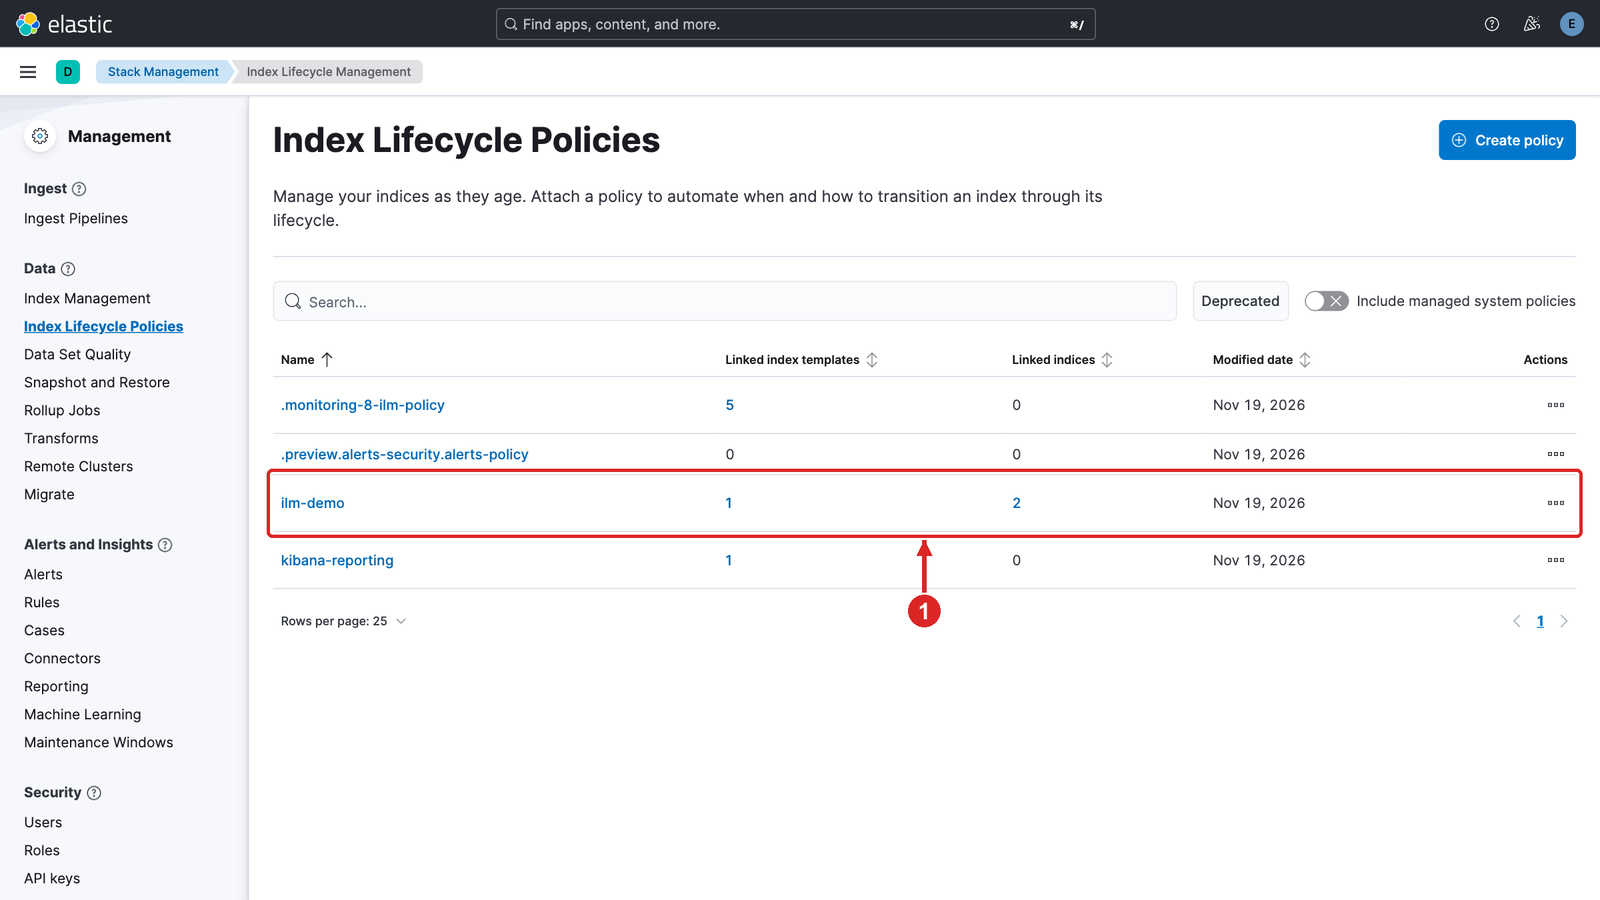 elastic
Find apps, content, and more.
⌘/
E
D
Stack Management
Index Lifecycle Management
Management
Ingest
Ingest Pipelines
Data
Index Management
Index Lifecycle Policies
Data Set Quality
Snapshot and Restore
Rollup Jobs
Transforms
Remote Clusters
Migrate
Alerts and Insights
Alerts
Rules
Cases
Connectors
Reporting
Machine Learning
Maintenance Windows
Security
Users
Roles
API keys
Index Lifecycle Policies
Create policy
Manage your indices as they age. Attach a policy to automate when and how to transition an index through its
lifecycle.
Search...
Deprecated
Include managed system policies
Name Linked index templates Linked indices Modified date Actions
.monitoring-8-ilm-policy 5 0 Nov 19, 2026
.preview.alerts-security.alerts-policy 0 0 Nov 19, 2026
ilm-demo 1 2 Nov 19, 2026
kibana-reporting 1 0 Nov 19, 2026
1
Rows per page: 25
1